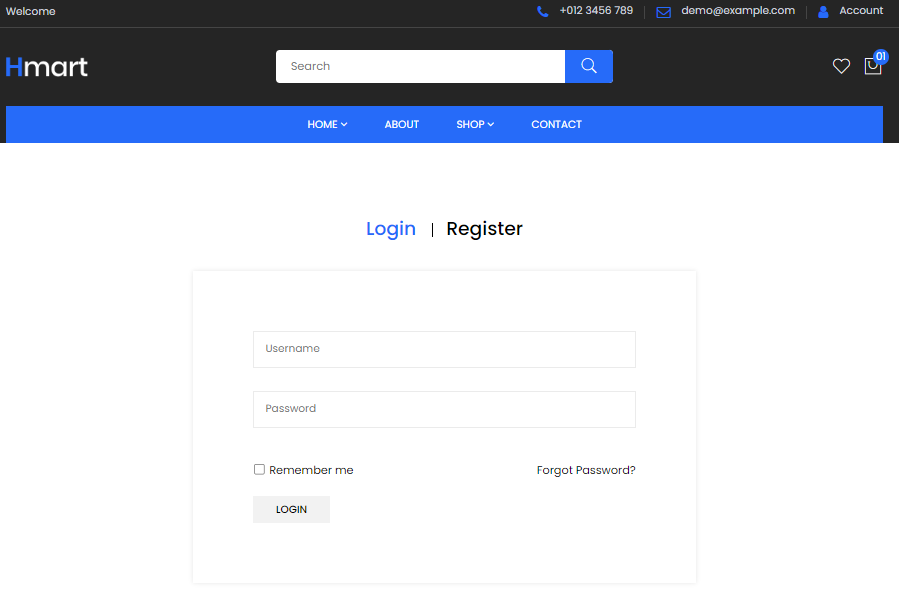 Welcome
+012 3456 789
demo@example.com
Account
Hmart
Search
01
HOME
ABOUT
SHOP
CONTACT
Login | Register
Username
Password
Remember me
Forgot Password?
LOGIN